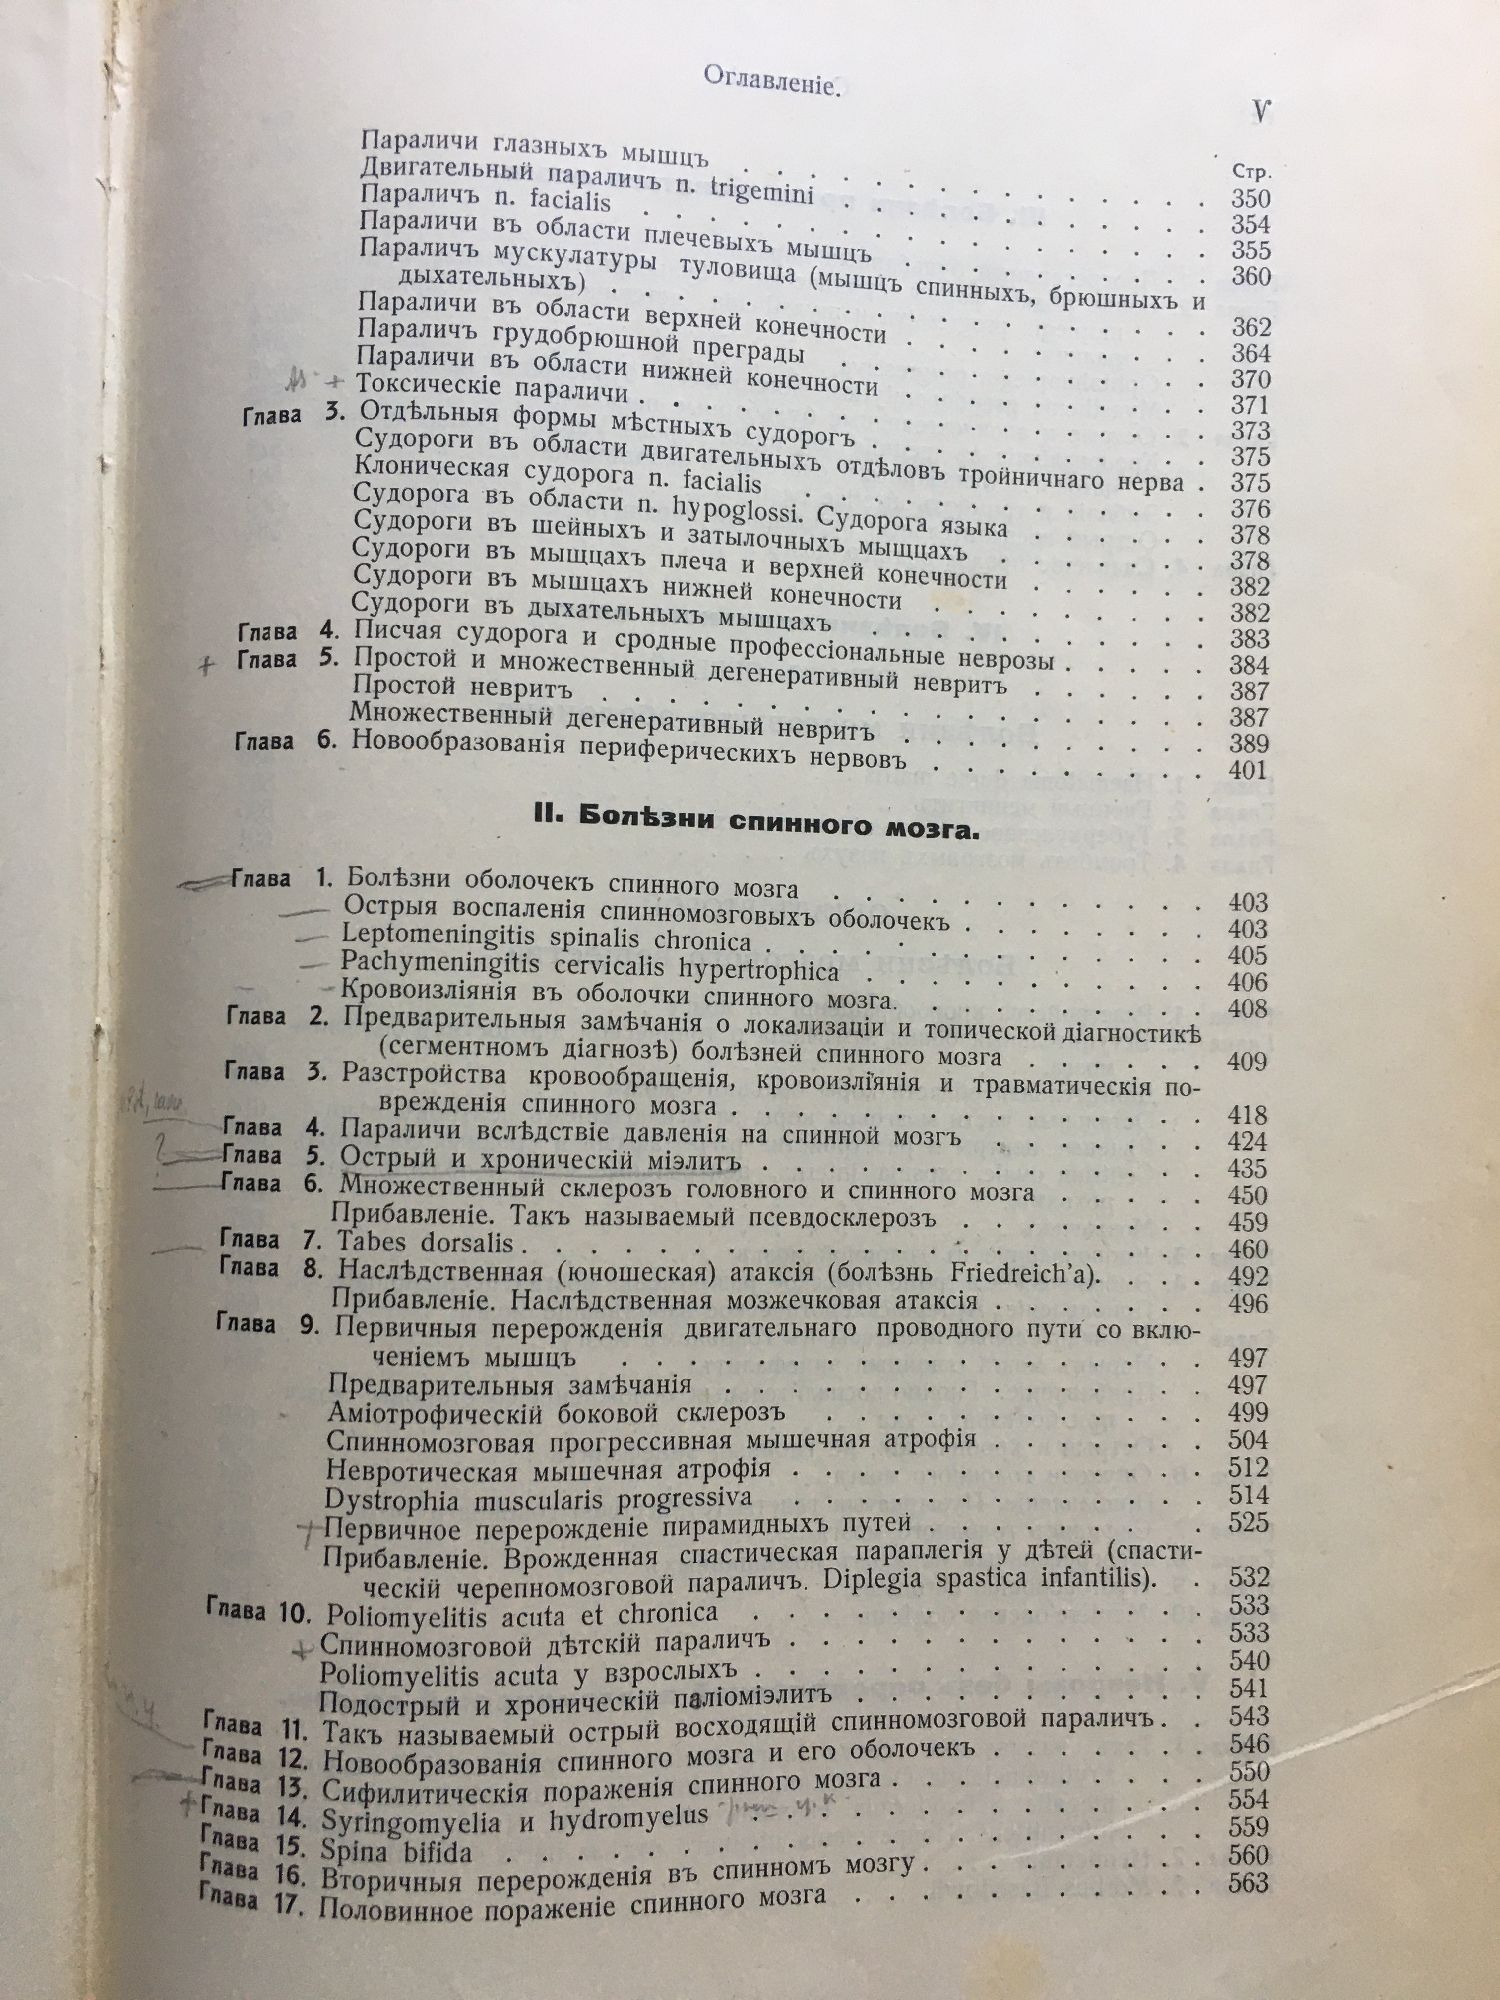 Оглавленіе.
V
Стр.
Параличи глазныхъ мышцъ . . . . . . . . . . . . . . . 350
Двигательный параличъ n. trigemini . . . . . . . . . . . . 354
Параличъ n. facialis . . . . . . . . . . . . . . . . . . 355
Параличи въ области плечевыхъ мышцъ . . . . . . . . . . 360
Параличъ мускулатуры туловища (мышцъ спинныхъ, брюшныхъ и
дыхательныхъ) . . . . . . . . . . . . . . . . . . 362
Параличи въ области верхней конечности . . . . . . . . . . 364
Параличъ грудобрюшной преграды . . . . . . . . . . . . 370
Параличи въ области нижней конечности . . . . . . . . . . 371
+ Токсическіе параличи . . . . . . . . . . . . . . . . . . 373
Глава 3. Отдѣльныя формы мѣстныхъ судорогъ . . . . . . . . . . . 375
Судороги въ области двигательныхъ отдѣловъ тройничнаго нерва . 375
Клоническая судорога n. facialis . . . . . . . . . . . . . 376
Судорога въ области n. hypoglossi. Судорога языка . . . . . . 378
Судороги въ шейныхъ и затылочныхъ мышцахъ . . . . . . . 378
Судороги въ мышцахъ плеча и верхней конечности . . . . . . 382
Судороги въ мышцахъ нижней конечности . . . . . . . . . 382
Судороги въ дыхательныхъ мышцахъ . . . . . . . . . . . 383
Глава 4. Писчая судорога и сродные профессіональные неврозы . . . . . 384
+ Глава 5. Простой и множественный дегенеративный невритъ . . . . . . 387
Простой невритъ . . . . . . . . . . . . . . . . . . . 387
Множественный дегенеративный невритъ . . . . . . . . . . 389
Глава 6. Новообразованія периферическихъ нервовъ . . . . . . . . . 401
II. Болѣзни спинного мозга.
Глава 1. Болѣзни оболочекъ спинного мозга . . . . . . . . . . . . 403
Острыя воспаленія спинномозговыхъ оболочекъ . . . . . . . . 403
Leptomeningitis spinalis chronica . . . . . . . . . . . . . . 405
Pachymeningitis cervicalis hypertrophica . . . . . . . . . . . 406
Кровоизліянія въ оболочки спинного мозга. . . . . . . . . . 408
Глава 2. Предварительныя замѣчанія о локализаціи и топической діагностикѣ
(сегментномъ діагнозѣ) болѣзней спинного мозга . . . . . . 409
Глава 3. Разстройства кровообращенія, кровоизліянія и травматическія по-
врежденія спинного мозга . . . . . . . . . . . . . . . 418
Глава 4. Параличи вслѣдствіе давленія на спинной мозгъ . . . . . . . 424
? Глава 5. Острый и хроническій міэлитъ . . . . . . . . . . . . . . 435
Глава 6. Множественный склерозъ головного и спинного мозга . . . . . 450
Прибавленіе. Такъ называемый псевдосклерозъ . . . . . . . . 459
Глава 7. Tabes dorsalis . . . . . . . . . . . . . . . . . . . . . 460
Глава 8. Наслѣдственная (юношеская) атаксія (болѣзнь Friedreich’a). . . . 492
Прибавленіе. Наслѣдственная мозжечковая атаксія . . . . . . . 496
Глава 9. Первичныя перерожденія двигательнаго проводного пути со вклю-
ченіемъ мышцъ . . . . . . . . . . . . . . . . . . 497
Предварительныя замѣчанія . . . . . . . . . . . . . . . 497
Аміотрофическій боковой склерозъ . . . . . . . . . . . . 499
Спинномозговая прогрессивная мышечная атрофія . . . . . . . 504
Невротическая мышечная атрофія . . . . . . . . . . . . . 512
Dystrophia muscularis progressiva . . . . . . . . . . . . . 514
+ Первичное перерожденіе пирамидныхъ путей . . . . . . . . . 525
Прибавленіе. Врожденная спастическая параплегія у дѣтей (спасти-
ческій черепномозговой параличъ. Diplegia spastica infantilis). . 532
Глава 10. Poliomyelitis acuta et chronica . . . . . . . . . . . . . . 533
+ Спинномозговой дѣтскій параличъ . . . . . . . . . . . . . 533
Poliomyelitis acuta у взрослыхъ . . . . . . . . . . . . . . 540
Подострый и хроническій паліоміэлитъ . . . . . . . . . . . 541
Глава 11. Такъ называемый острый восходящій спинномозговой параличъ. . 543
Глава 12. Новообразованія спинного мозга и его оболочекъ . . . . . . . 546
Глава 13. Сифилитическія пораженія спинного мозга . . . . . . . . . . 550
+ Глава 14. Syringomyelia и hydromyelus . . . . . . . . . . . . . . 554
Глава 15. Spina bifida . . . . . . . . . . . . . . . . . . . . . 559
Глава 16. Вторичныя перерожденія въ спинномъ мозгу . . . . . . . . . 560
Глава 17. Половинное пораженіе спинного мозга . . . . . . . . . . . 563